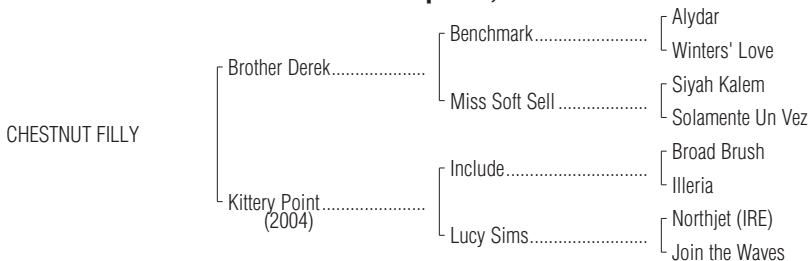 Alydar
Benchmark
Winters' Love
Brother Derek
Siyah Kalem
Miss Soft Sell
Solamente Un Vez
CHESTNUT FILLY
Broad Brush
Include
Illeria
Kittery Point
(2004)
Northjet (IRE)
Lucy Sims
Join the Waves